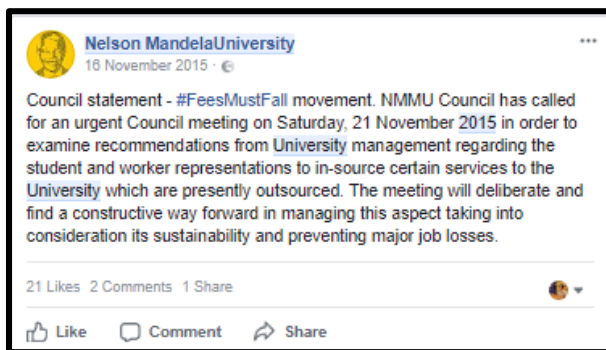 Nelson MandelaUniversity
16 November 2015 ·
Council statement - #FeesMustFall movement. NMMU Council has called
for an urgent Council meeting on Saturday, 21 November 2015 in order to
examine recommendations from University management regarding the
student and worker representations to in-source certain services to the
University which are presently outsourced. The meeting will deliberate and
find a constructive way forward in managing this aspect taking into
consideration its sustainability and preventing major job losses.
21 Likes 2 Comments 1 Share
Like Comment Share